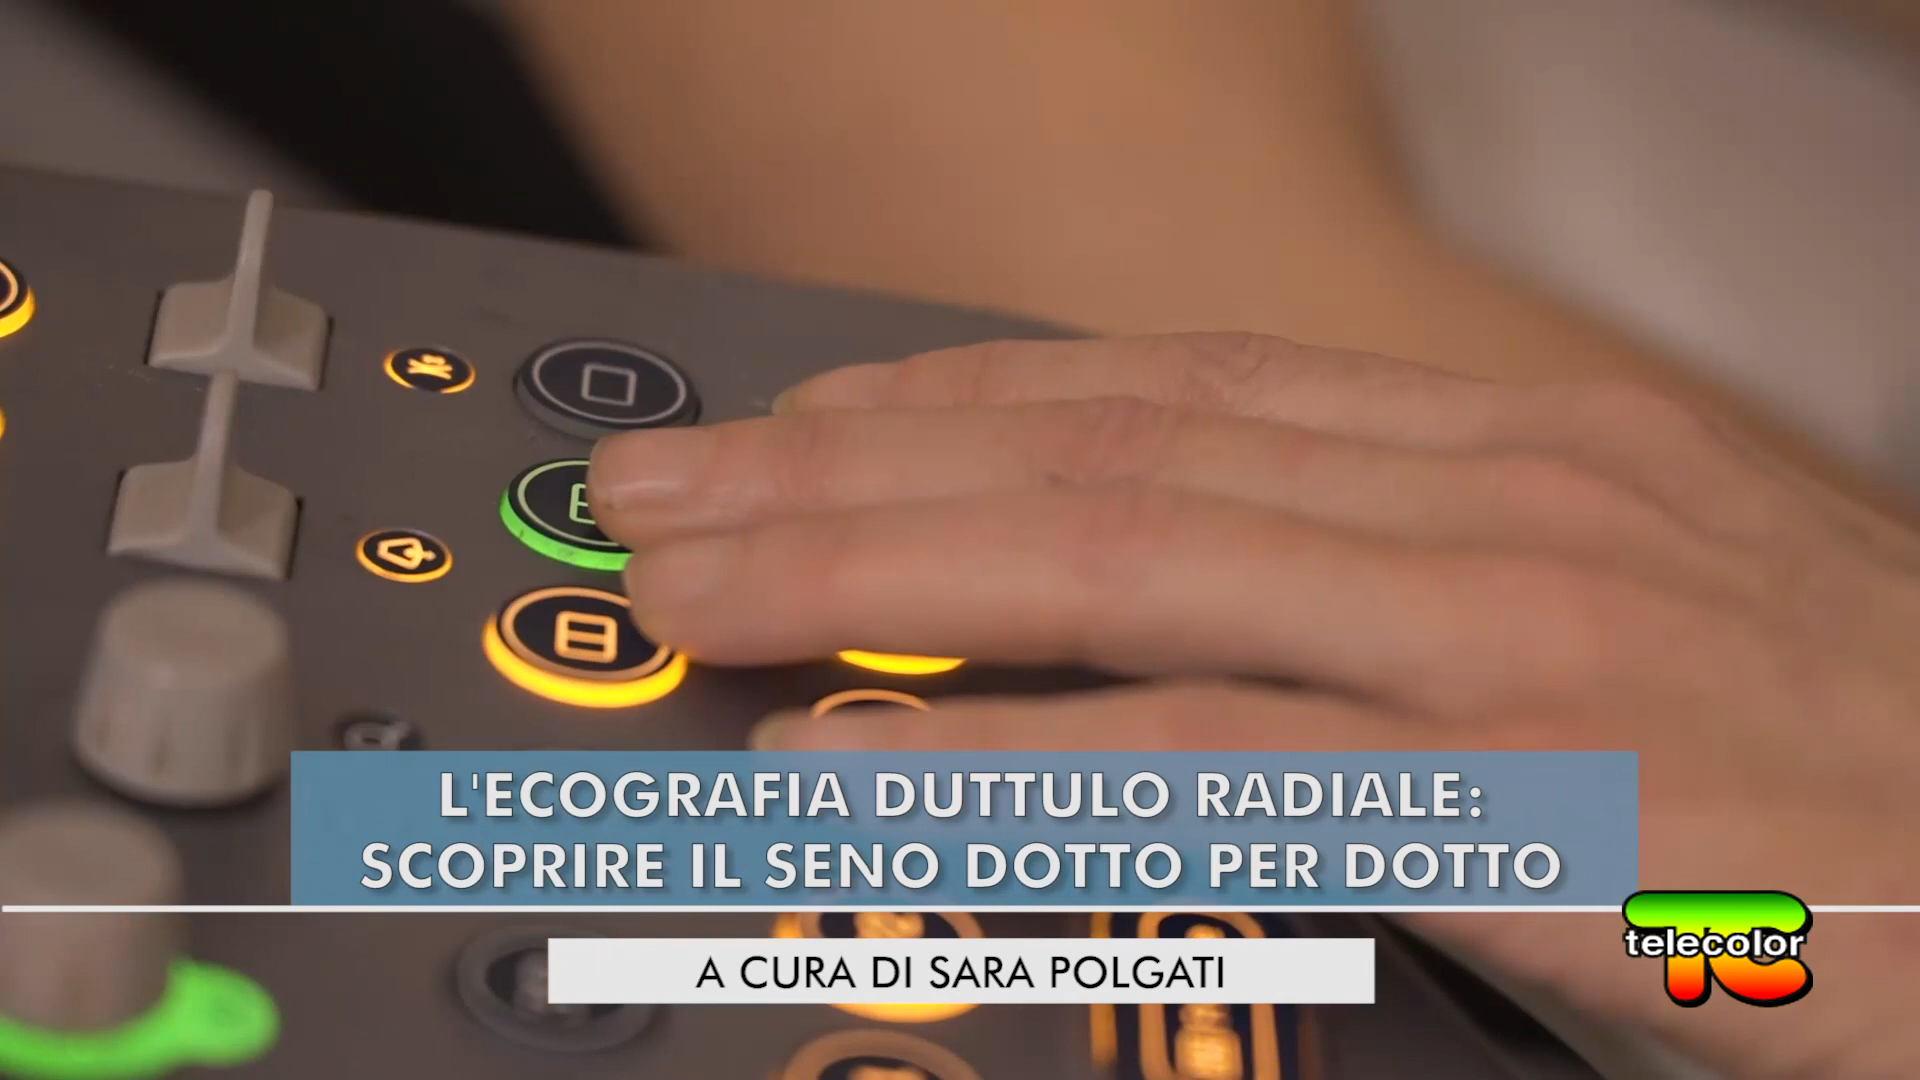 L'ECOGRAFIA DUTTULO RADIALE:
SCOPRIRE IL SENO DOTTO PER DOTTO
A CURA DI SARA POLGATI
telecolor